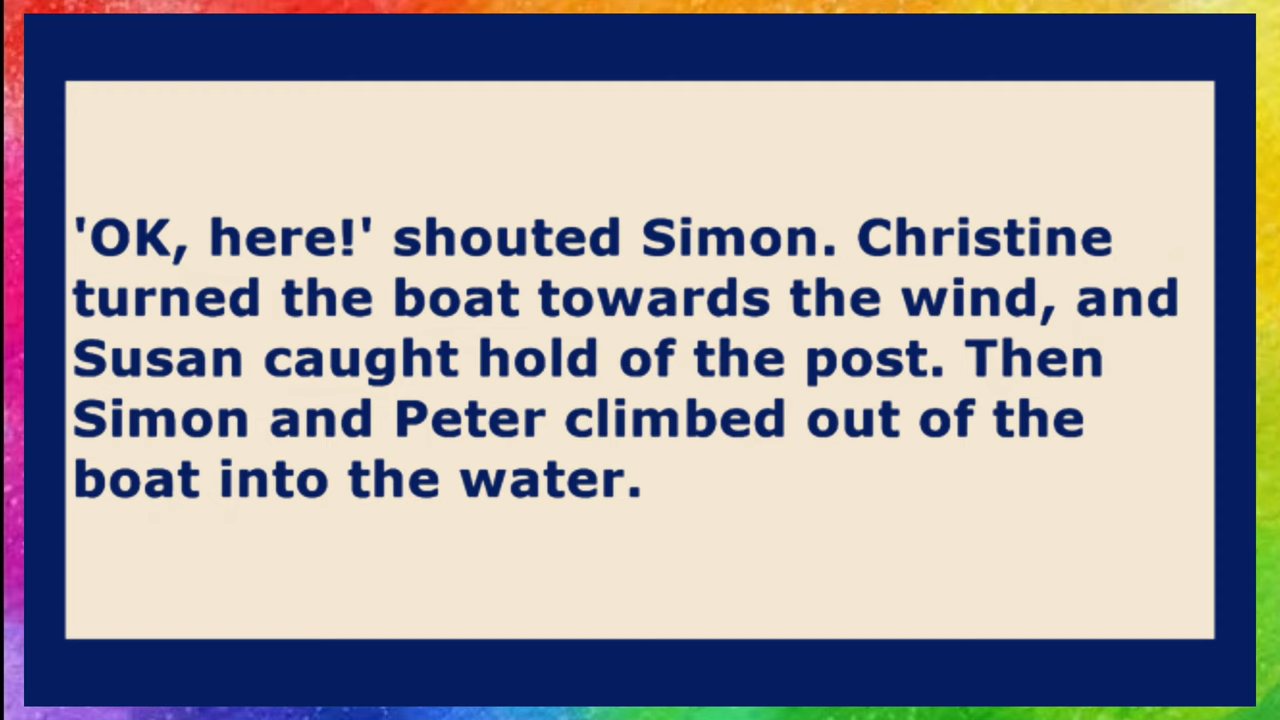 'OK, here!' shouted Simon. Christine
turned the boat towards the wind, and
Susan caught hold of the post. Then
Simon and Peter climbed out of the
boat into the water.